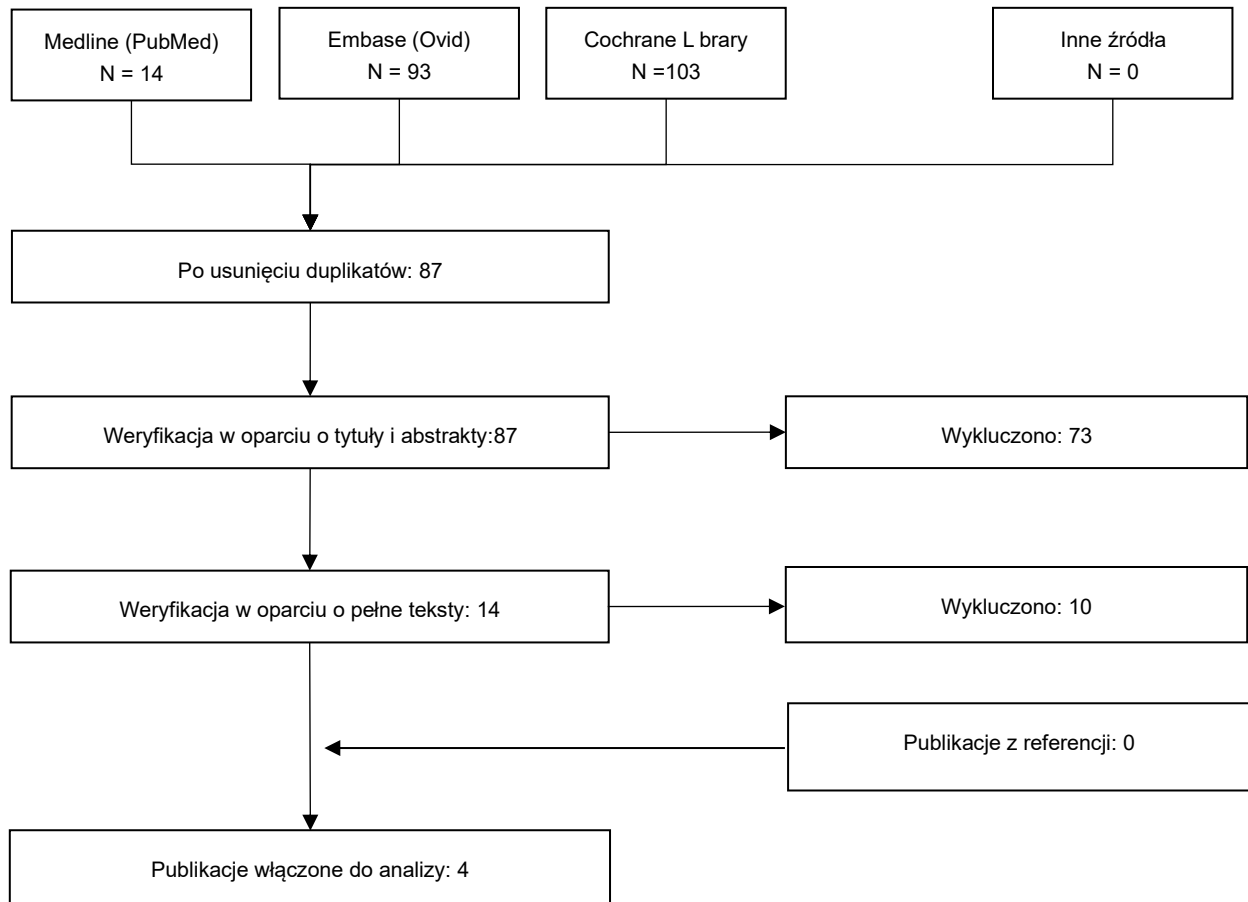 Medline (PubMed)
N = 14
Embase (Ovid)
N = 93
Cochrane L brary
N =103
Inne źródła
N = 0
Po usunięciu duplikatów: 87
Weryfikacja w oparciu o tytuły i abstrakty:87
Wykluczono: 73
Weryfikacja w oparciu o pełne teksty: 14
Wykluczono: 10
Publikacje z referencji: 0
Publikacje włączone do analizy: 4